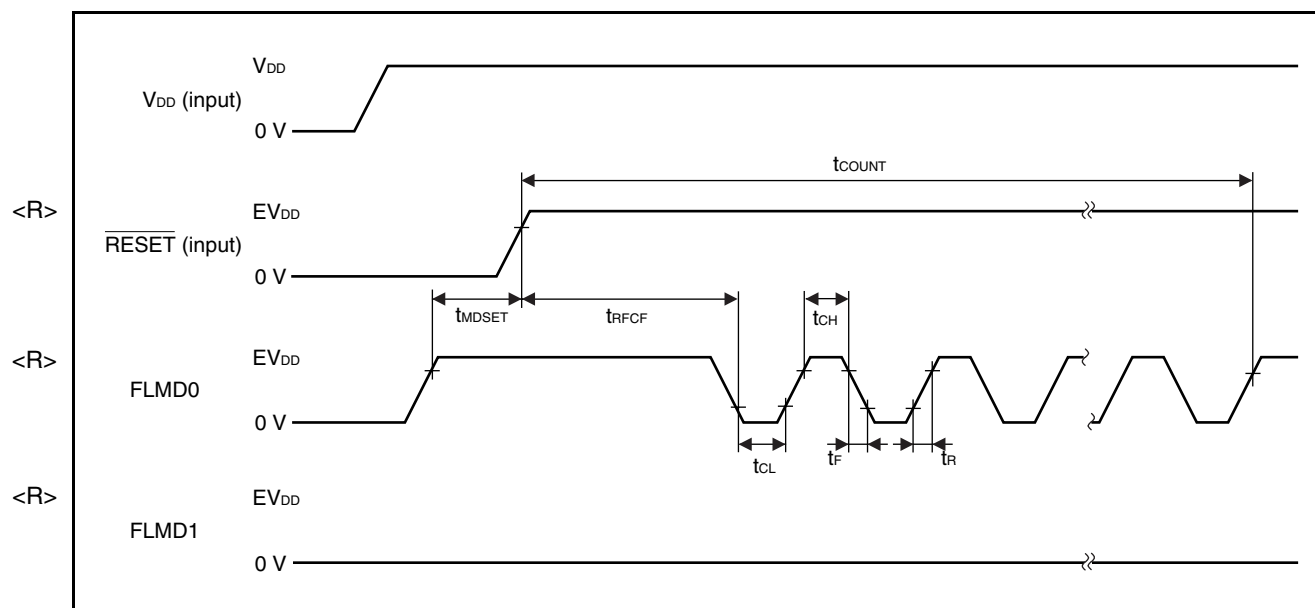 VDD
VDD (input)
0 V
tCOUNT
<R>
EVDD
RESET (input)
0 V
tMDSET
tRFCF
tCH
<R>
EVDD
FLMD0
0 V
tCL
tF
tR
<R>
EVDD
FLMD1
0 V